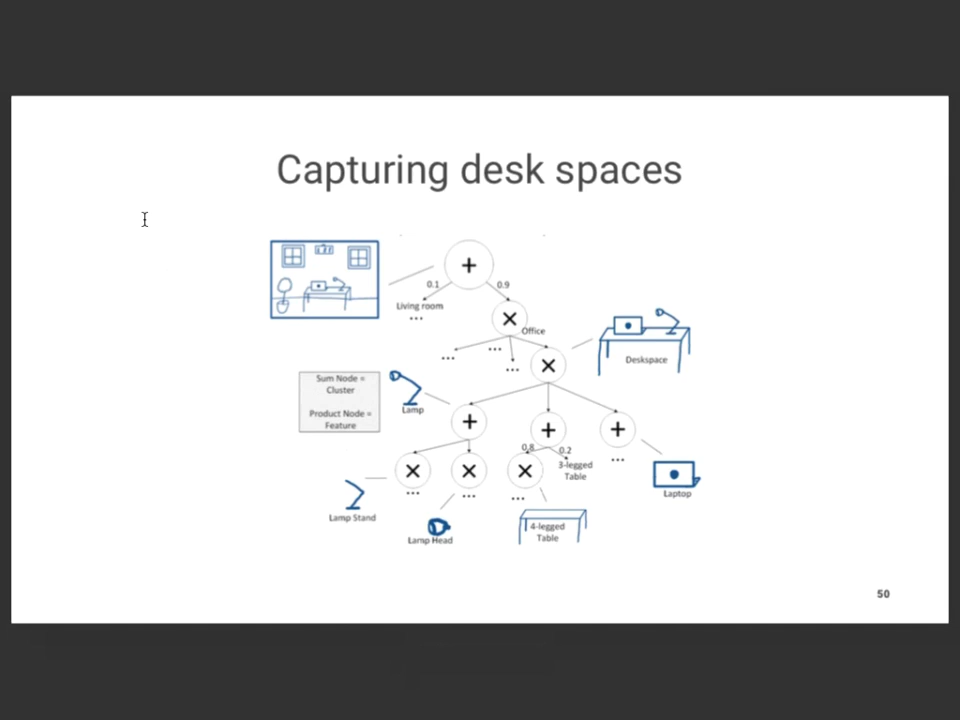 Capturing desk spaces
+
0.1
0.9
Living room
...
×
Office
...
...
...
×
Deskspace
Sum Node =
Cluster
Product Node =
Feature
Lamp
+
+
+
0.8
0.2
...
×
×
×
3-legged
Table
...
...
...
Laptop
Lamp Stand
Lamp Head
4-legged
Table
50